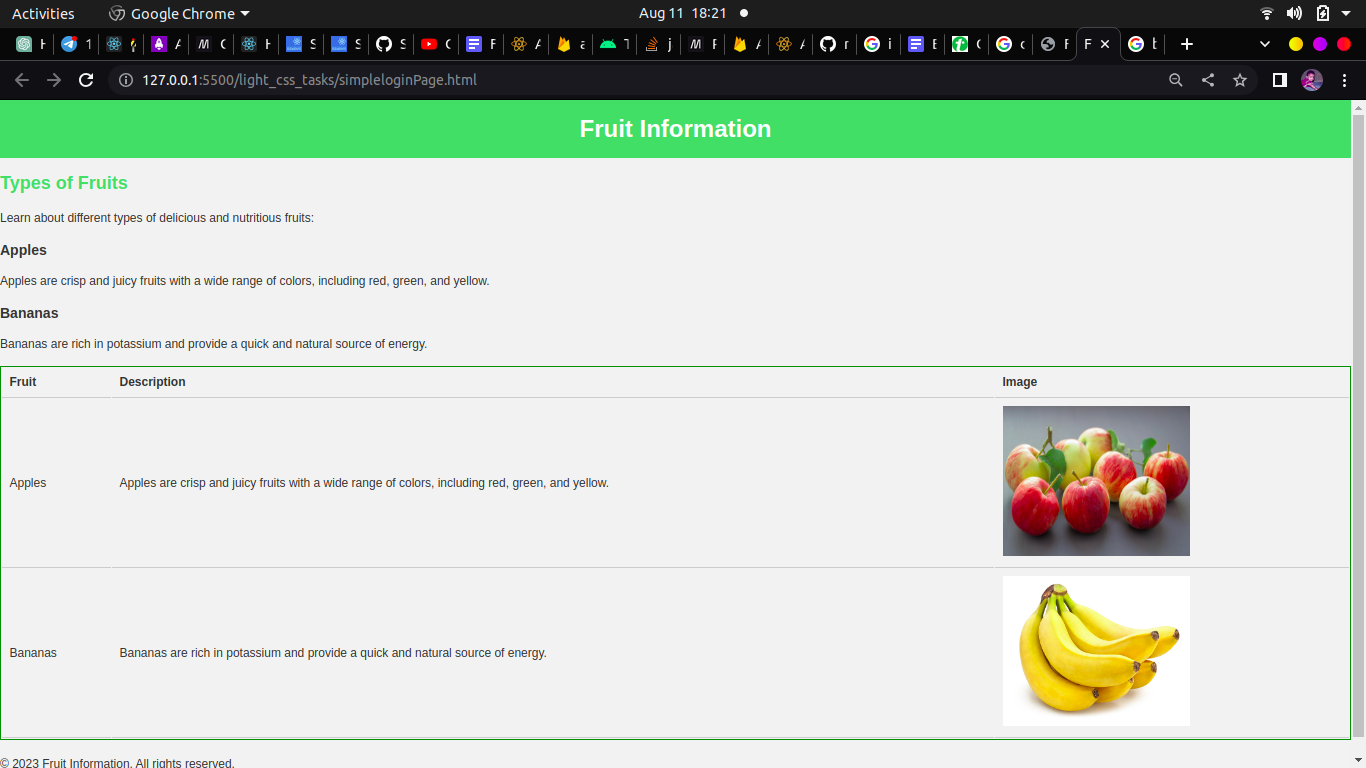 Activities Google Chrome Aug 11 18:21
127.0.0.1:5500/light_css_tasks/simpleloginPage.html
Fruit Information
Types of Fruits
Learn about different types of delicious and nutritious fruits:
Apples
Apples are crisp and juicy fruits with a wide range of colors, including red, green, and yellow.
Bananas
Bananas are rich in potassium and provide a quick and natural source of energy.
Fruit Description Image
Apples Apples are crisp and juicy fruits with a wide range of colors, including red, green, and yellow.
Bananas Bananas are rich in potassium and provide a quick and natural source of energy.
© 2023 Fruit Information. All rights reserved.